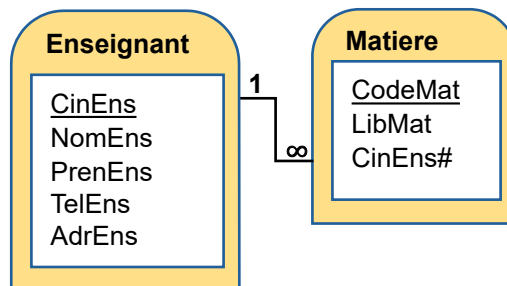 Enseignant
CinEns
NomEns
PrenEns
TelEns
AdrEns
1
∞
Matiere
CodeMat
LibMat
CinEns#